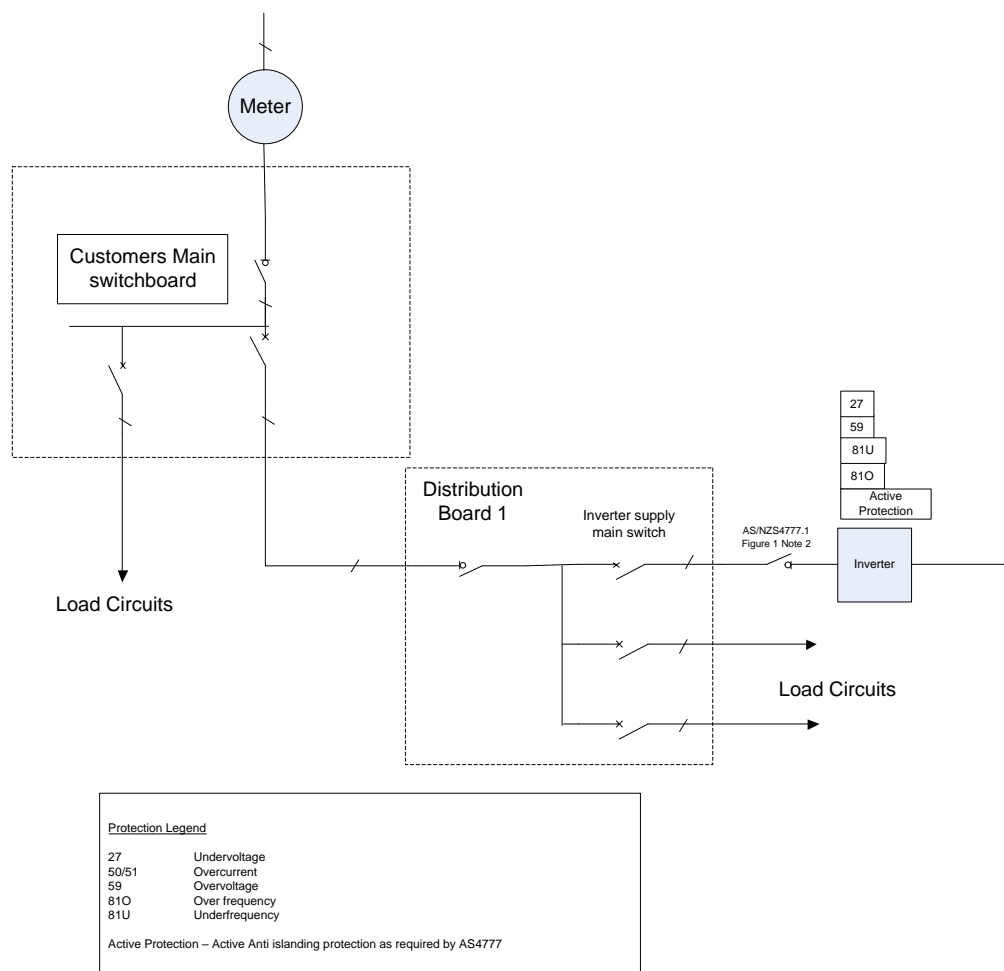 Meter
Customers Main
switchboard
27
59
81U
81O
Active
Protection
Distribution
Board 1
Inverter supply
main switch
AS/NZS4777.1
Figure 1 Note 2
Inverter
Load Circuits
Load Circuits
Protection Legend
27 Undervoltage
50/51 Overcurrent
59 Overvoltage
81O Over frequency
81U Underfrequency
Active Protection – Active Anti islanding protection as required by AS4777